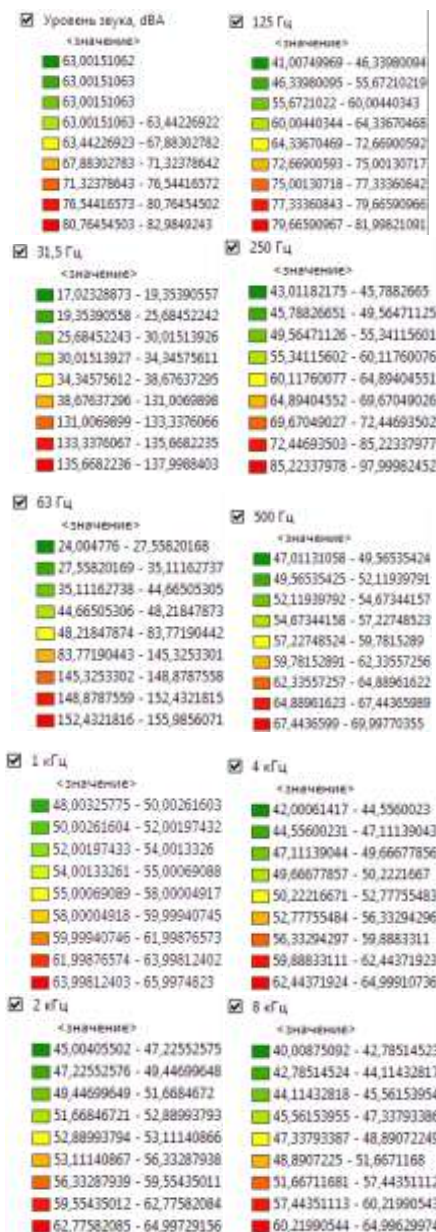 Уровень звука, dBA
<значение>
63,00151062
63,00151063
63,00151063
63,00151063 - 63,44226922
63,44226923 - 67,88302782
67,88302783 - 71,32378642
71,32378643 - 76,54416572
76,54416573 - 80,76454502
80,76454503 - 82,9849243
125 Гц
<значение>
41,00749969 - 46,33980094
46,33980095 - 55,67210219
55,6721022 - 60,00440343
60,00440344 - 64,33670468
64,33670469 - 72,66900592
72,66900593 - 75,00130717
75,00130718 - 77,33360842
77,33360843 - 79,66590966
79,66590967 - 81,99821091
31,5 Гц
<значение>
17,02328873 - 19,35390557
19,35390558 - 25,68452242
25,68452243 - 30,01513926
30,01513927 - 34,34575611
34,34575612 - 38,67637295
38,67637296 - 131,0069898
131,0069899 - 133,3376066
133,3376067 - 135,6682235
135,6682236 - 137,9988403
250 Гц
<значение>
43,01182175 - 45,7882665
45,78826651 - 49,56471125
49,56471126 - 55,34115601
55,34115602 - 60,11760076
60,11760077 - 64,89404551
64,89404552 - 69,67049026
69,67049027 - 72,44693502
72,44693503 - 85,22337977
85,22337978 - 97,99982452
63 Гц
<значение>
24,004776 - 27,55820168
27,55820169 - 35,11162737
35,11162738 - 44,66505305
44,66505306 - 48,21847873
48,21847874 - 83,77190442
83,77190443 - 145,3253301
145,3253302 - 148,8787558
148,8787559 - 152,4321815
152,4321816 - 155,9856071
500 Гц
<значение>
47,01131058 - 49,56535424
49,56535425 - 52,11939791
52,11939792 - 54,67344157
54,67344158 - 57,22748523
57,22748524 - 59,7815289
59,78152891 - 62,33557256
62,33557257 - 64,88961622
64,88961623 - 67,44365989
67,4436599 - 69,99770355
1 кГц
<значение>
48,00325775 - 50,00261603
50,00261604 - 52,00197432
52,00197433 - 54,0013326
54,00133261 - 55,00069088
55,00069089 - 58,00004917
58,00004918 - 59,99940745
59,99940746 - 61,99876573
61,99876574 - 63,99812402
63,99812403 - 65,9974823
4 кГц
<значение>
42,00061417 - 44,5560023
44,55600231 - 47,11139043
47,11139044 - 49,66677856
49,66677857 - 50,2221667
50,22216671 - 52,77755483
52,77755484 - 56,33294296
56,33294297 - 59,8883311
59,88833111 - 62,44371923
62,44371924 - 64,99910736
2 кГц
<значение>
45,00405502 - 47,22552575
47,22552576 - 49,44699648
49,44699649 - 51,6684672
51,66846721 - 52,88993793
52,88993794 - 53,11140866
53,11140867 - 56,33287938
56,33287939 - 59,55435011
59,55435012 - 62,77582084
62,77582085 - 64,99729156
8 кГц
<значение>
40,00875092 - 42,78514523
42,78514524 - 44,11432817
44,11432818 - 45,56153954
45,56153955 - 47,33793386
47,33793387 - 48,89072249
48,8907225 - 51,6671168
51,66711681 - 57,44351112
57,44351113 - 60,21990543
60,21990544 - 64,99629974